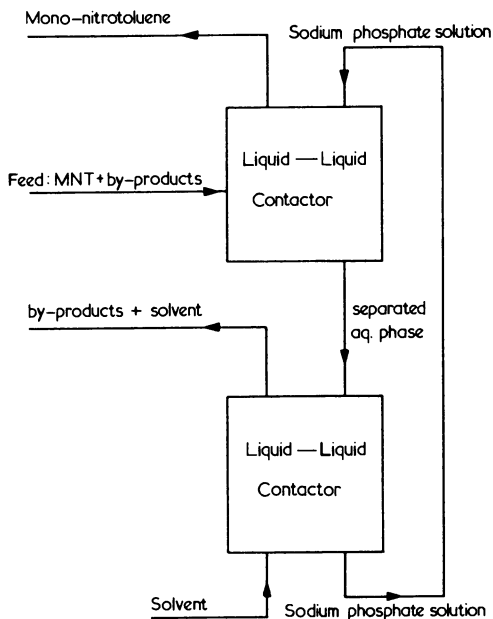 Mono-nitrotoluene
Sodium phosphate solution
Liquid — Liquid
Contactor
Feed: MNT + by-products
separated
aq. phase
by-products + solvent
Liquid — Liquid
Contactor
Solvent
Sodium phosphate solution